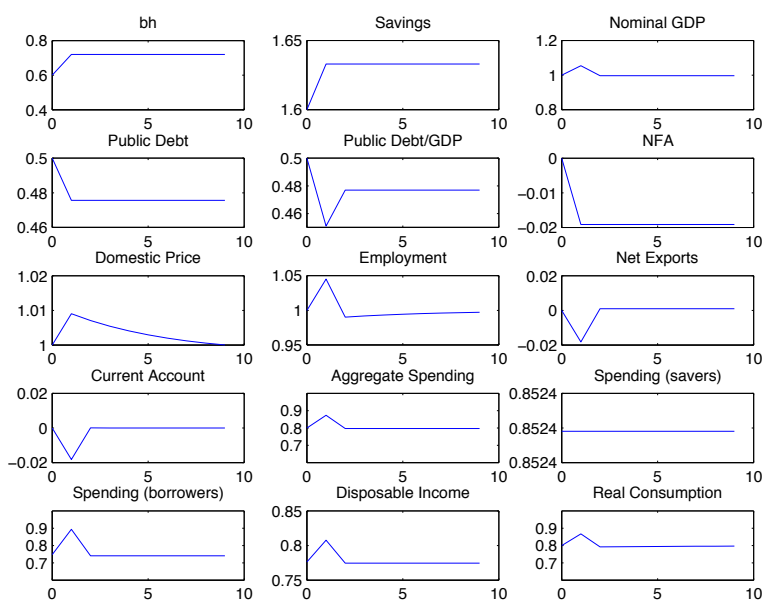 bh Savings Nominal GDP
0.8 1.65 1.2
0.6 1
0.4 1.6 0.8
0 5 10 0 5 10 0 5 10
Public Debt Public Debt/GDP NFA
0.5 0.5 0
0.48 0.48 −0.01
0.46 0.46 −0.02
0 5 10 0 5 10 0 5 10
Domestic Price Employment Net Exports
1.02 1.05 0.02
1.01 1 0
1 0.95 −0.02
0 5 10 0 5 10 0 5 10
Current Account Aggregate Spending Spending (savers)
0.02 0.8524
0.9
0 0.8 0.8524
0.7
−0.02 0.8524
0 5 10 0 5 10 0 5 10
Spending (borrowers) Disposable Income Real Consumption
0.85
0.9 0.9
0.8 0.8 0.8
0.7 0.7
0.75
0 5 10 0 5 10 0 5 10